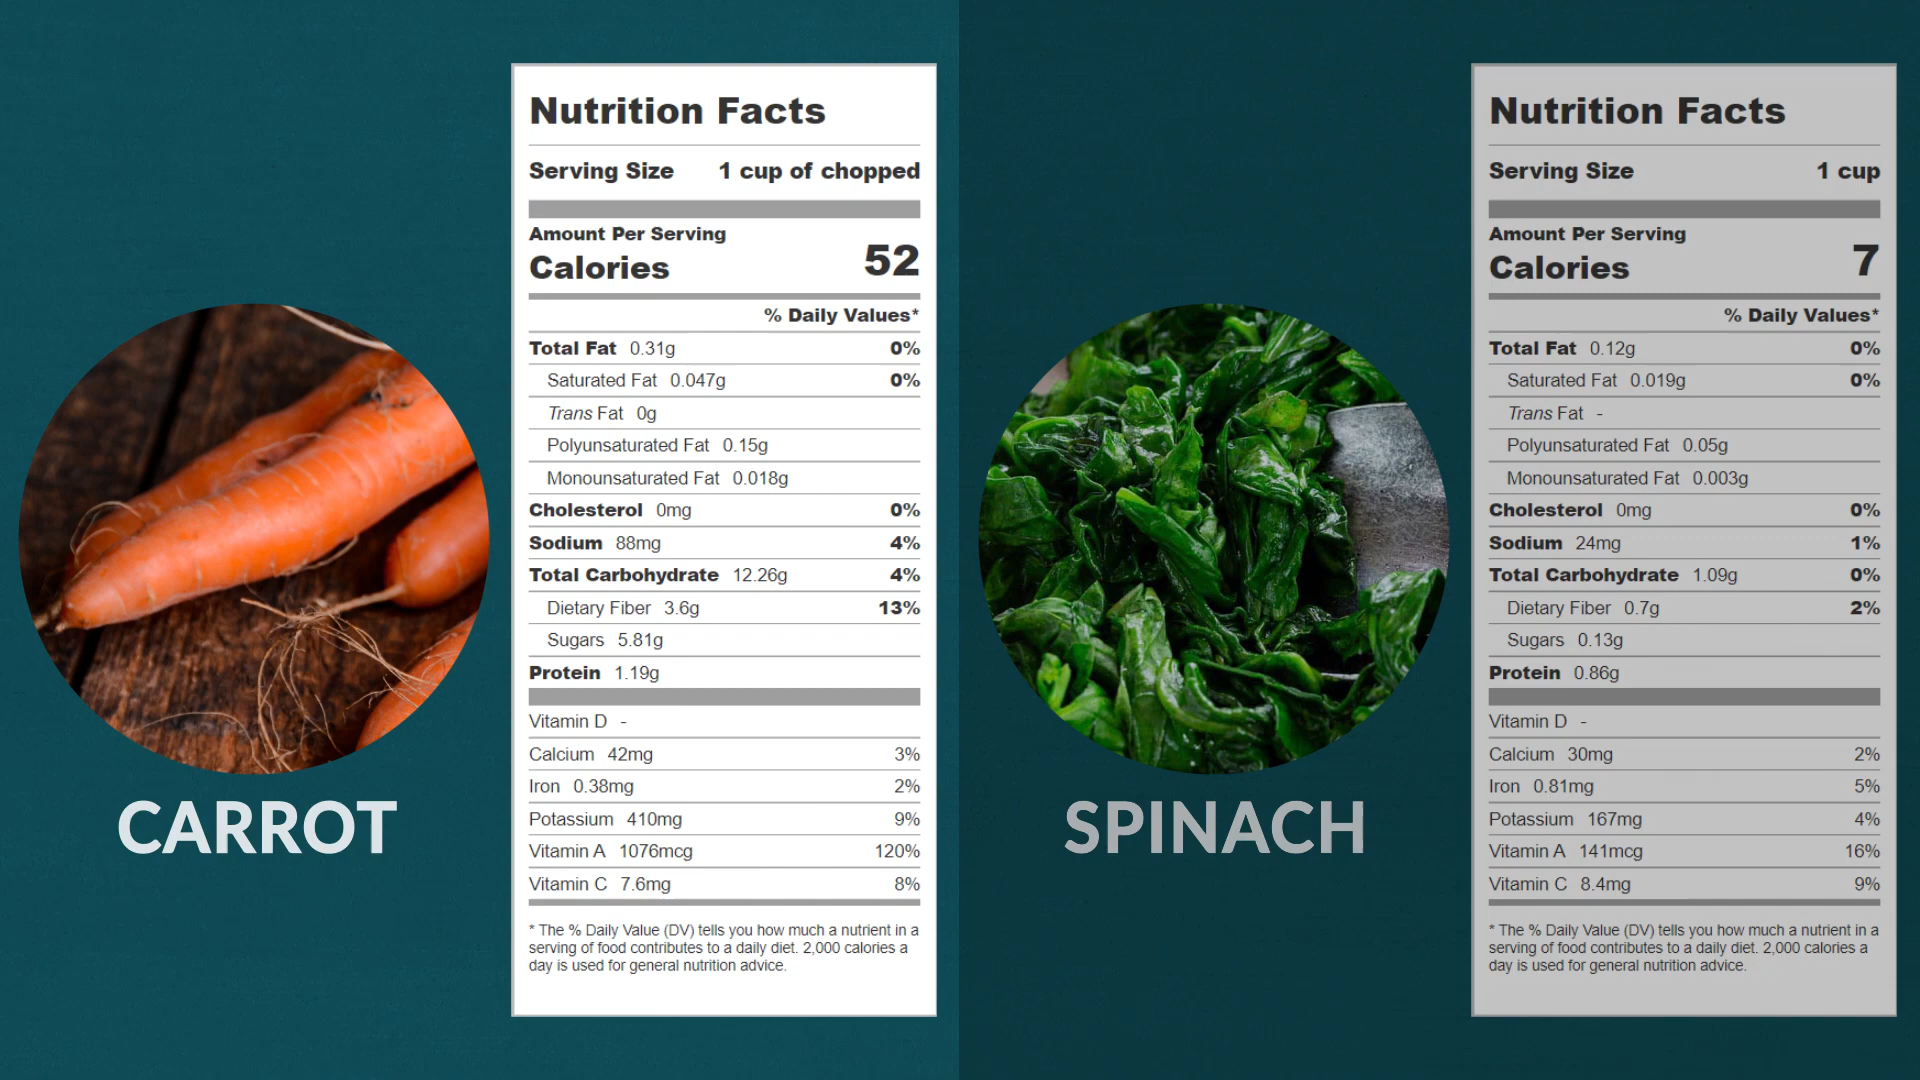 Nutrition Facts
Serving Size 1 cup of chopped
Amount Per Serving
Calories 52
% Daily Values*
Total Fat 0.31g 0%
Saturated Fat 0.047g 0%
Trans Fat 0g
Polyunsaturated Fat 0.15g
Monounsaturated Fat 0.018g
Cholesterol 0mg 0%
Sodium 88mg 4%
Total Carbohydrate 12.26g 4%
Dietary Fiber 3.6g 13%
Sugars 5.81g
Protein 1.19g
Vitamin D -
Calcium 42mg 3%
Iron 0.38mg 2%
Potassium 410mg 9%
Vitamin A 1076mcg 120%
Vitamin C 7.6mg 8%
* The % Daily Value (DV) tells you how much a nutrient in a
serving of food contributes to a daily diet. 2,000 calories a
day is used for general nutrition advice.
CARROT
Nutrition Facts
Serving Size 1 cup
Amount Per Serving
Calories 7
% Daily Values*
Total Fat 0.12g 0%
Saturated Fat 0.019g 0%
Trans Fat -
Polyunsaturated Fat 0.05g
Monounsaturated Fat 0.003g
Cholesterol 0mg 0%
Sodium 24mg 1%
Total Carbohydrate 1.09g 0%
Dietary Fiber 0.7g 2%
Sugars 0.13g
Protein 0.86g
Vitamin D -
Calcium 30mg 2%
Iron 0.81mg 5%
Potassium 167mg 4%
Vitamin A 141mcg 16%
Vitamin C 8.4mg 9%
* The % Daily Value (DV) tells you how much a nutrient in a
serving of food contributes to a daily diet. 2,000 calories a
day is used for general nutrition advice.
SPINACH